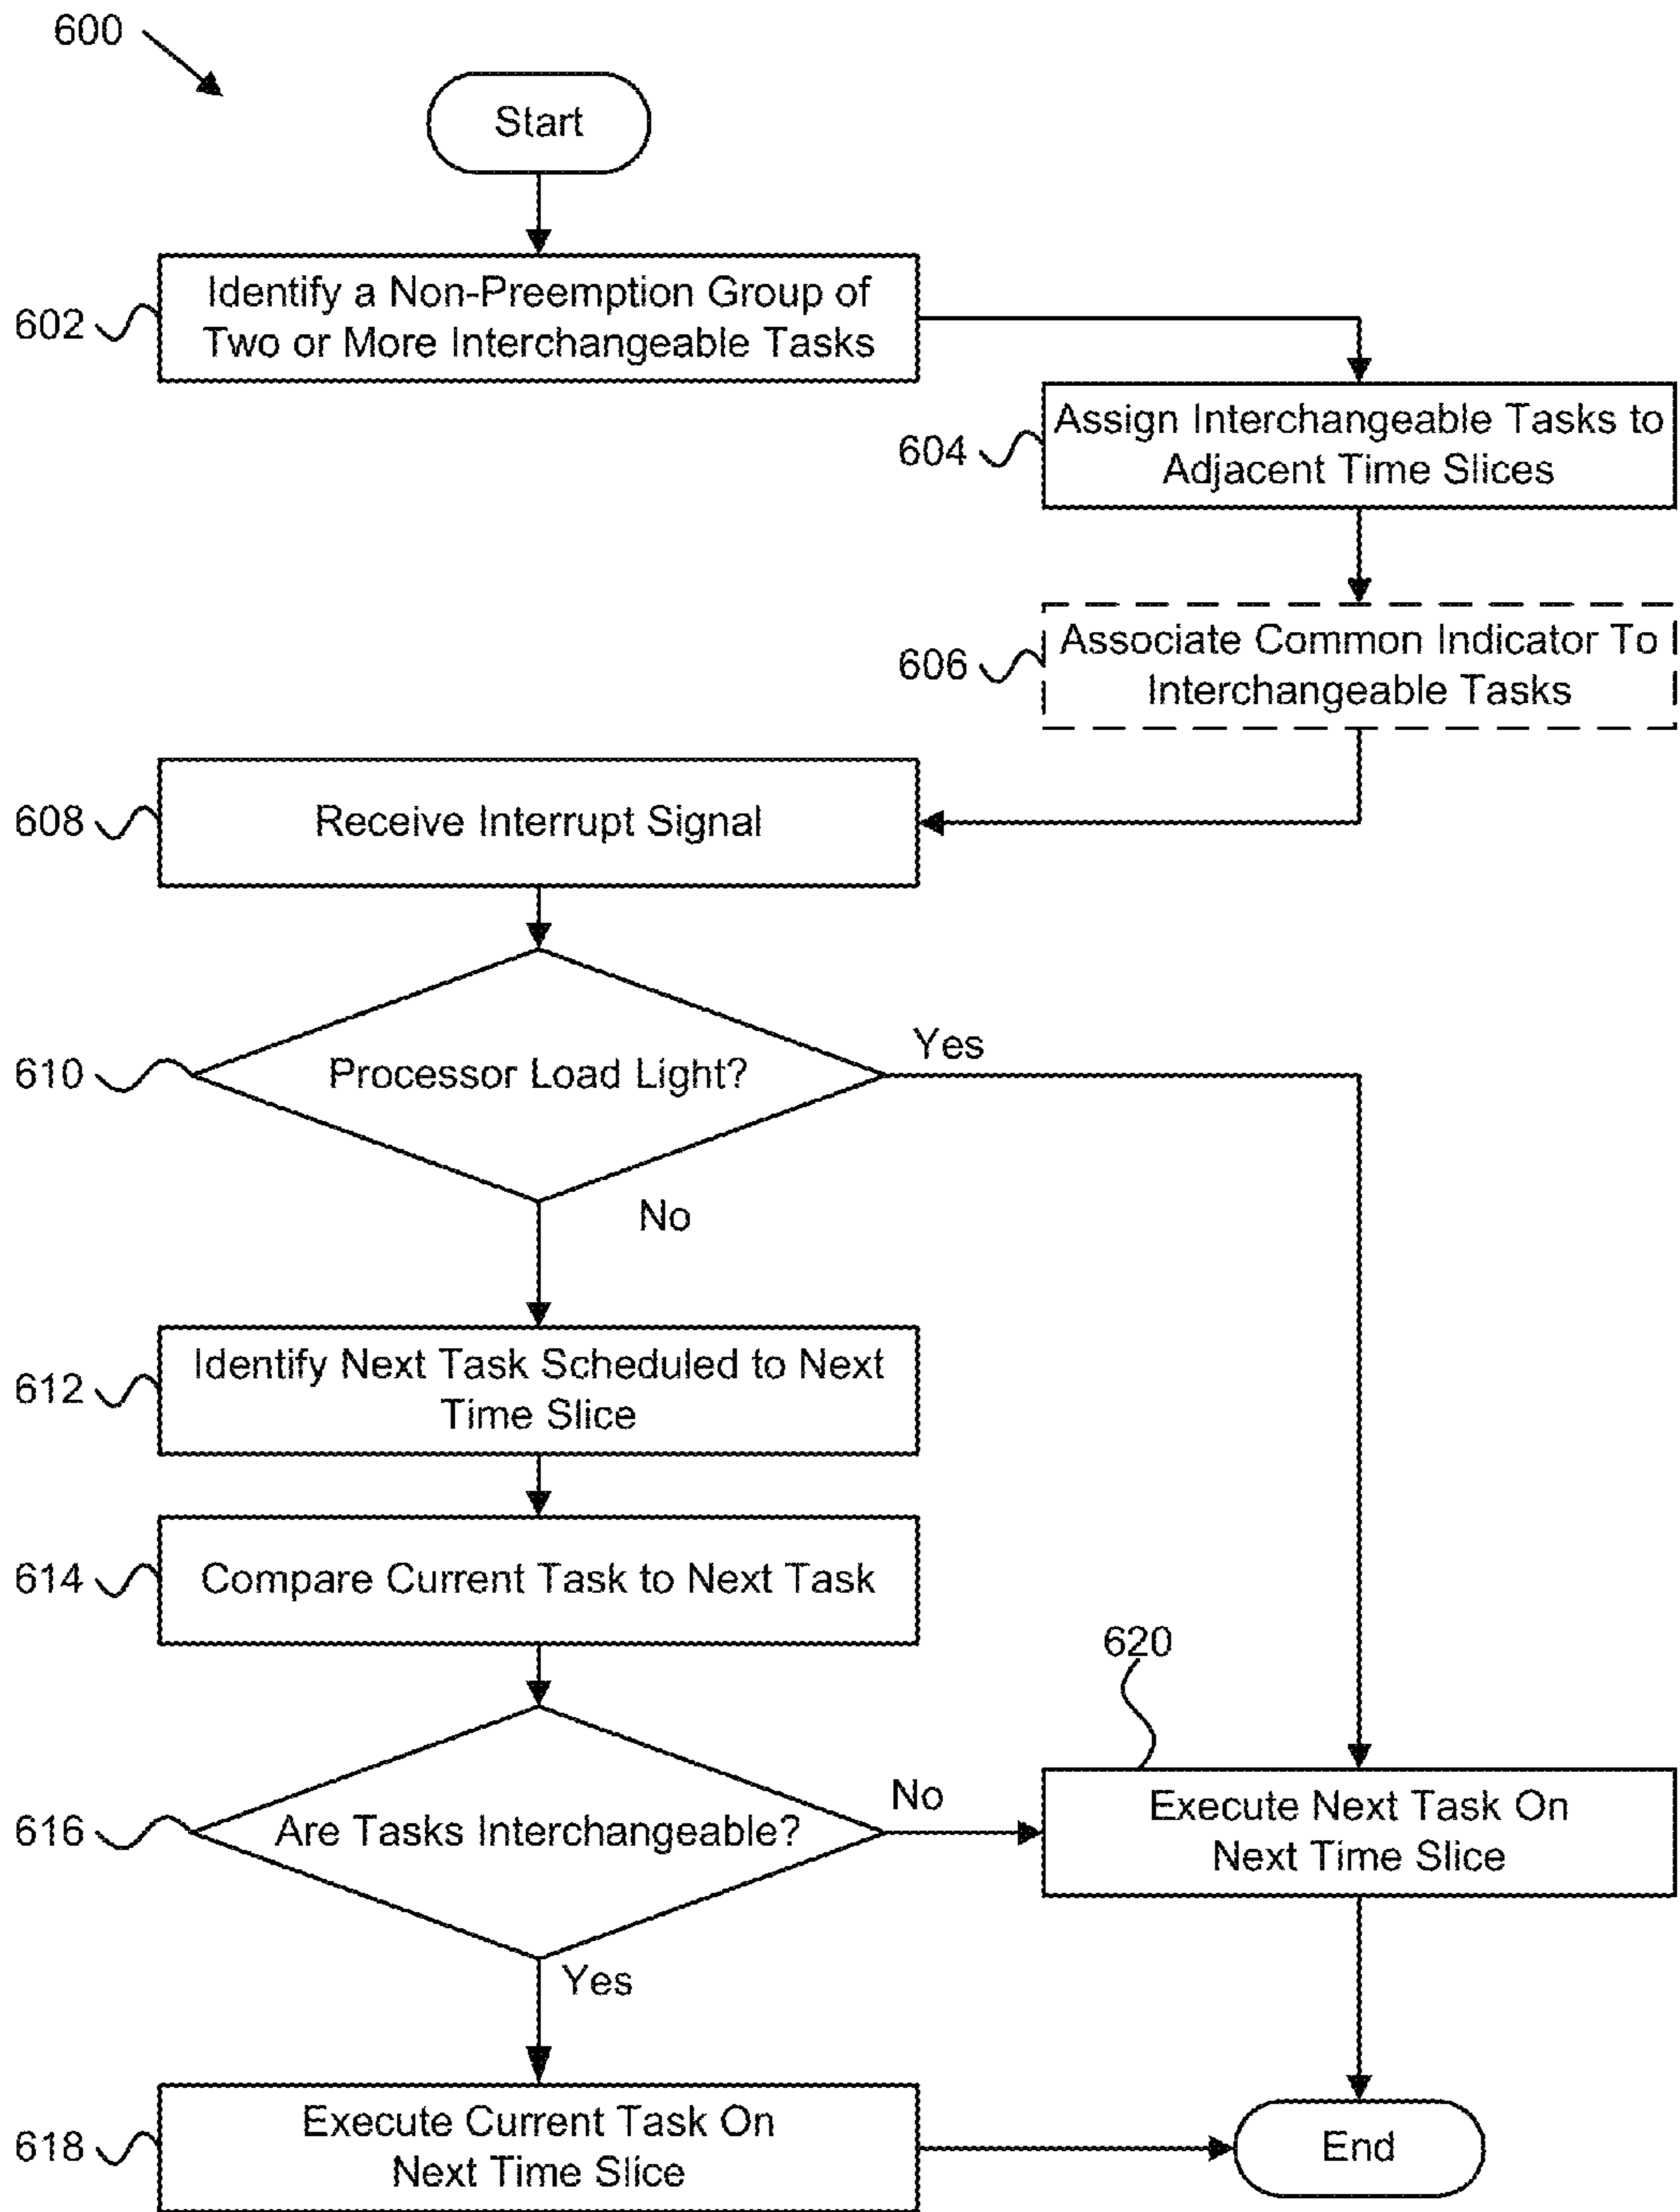 600
Start
602
Identify a Non-Preemption Group of
Two or More Interchangeable Tasks
604
Assign Interchangeable Tasks to
Adjacent Time Slices
606
Associate Common Indicator To
Interchangeable Tasks
608
Receive Interrupt Signal
610
Processor Load Light?
Yes
No
612
Identify Next Task Scheduled to Next
Time Slice
614
Compare Current Task to Next Task
616
Are Tasks Interchangeable?
No
620
Execute Next Task On
Next Time Slice
Yes
618
Execute Current Task On
Next Time Slice
End